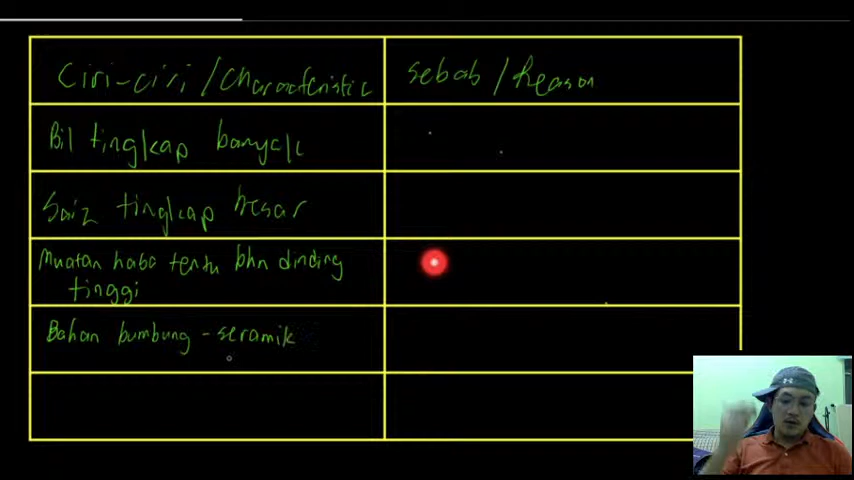 Ciri-ciri / Characteristic
Sebab / Reason
Bil tingkap banyak
Saiz tingkap besar
Muatan haba tentu bhn dinding
tinggi
Bahan bumbung - seramik